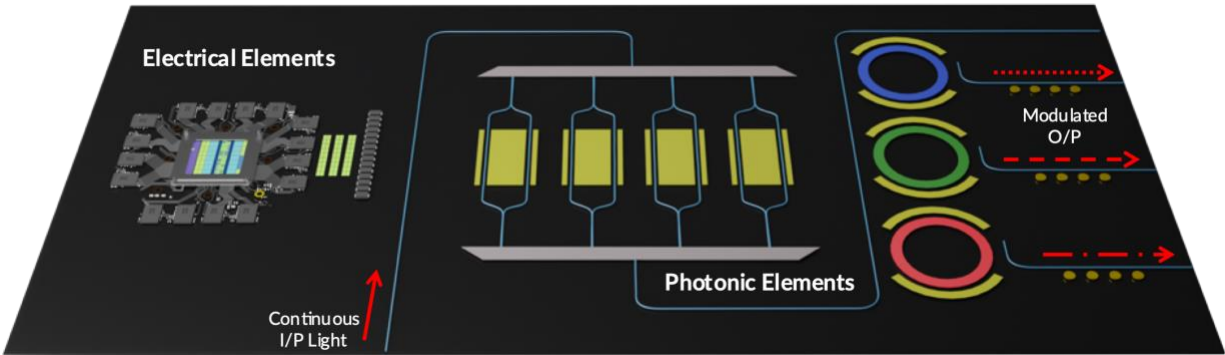 Electrical Elements
Modulated
O/P
Photonic Elements
Continuous
I/P Light